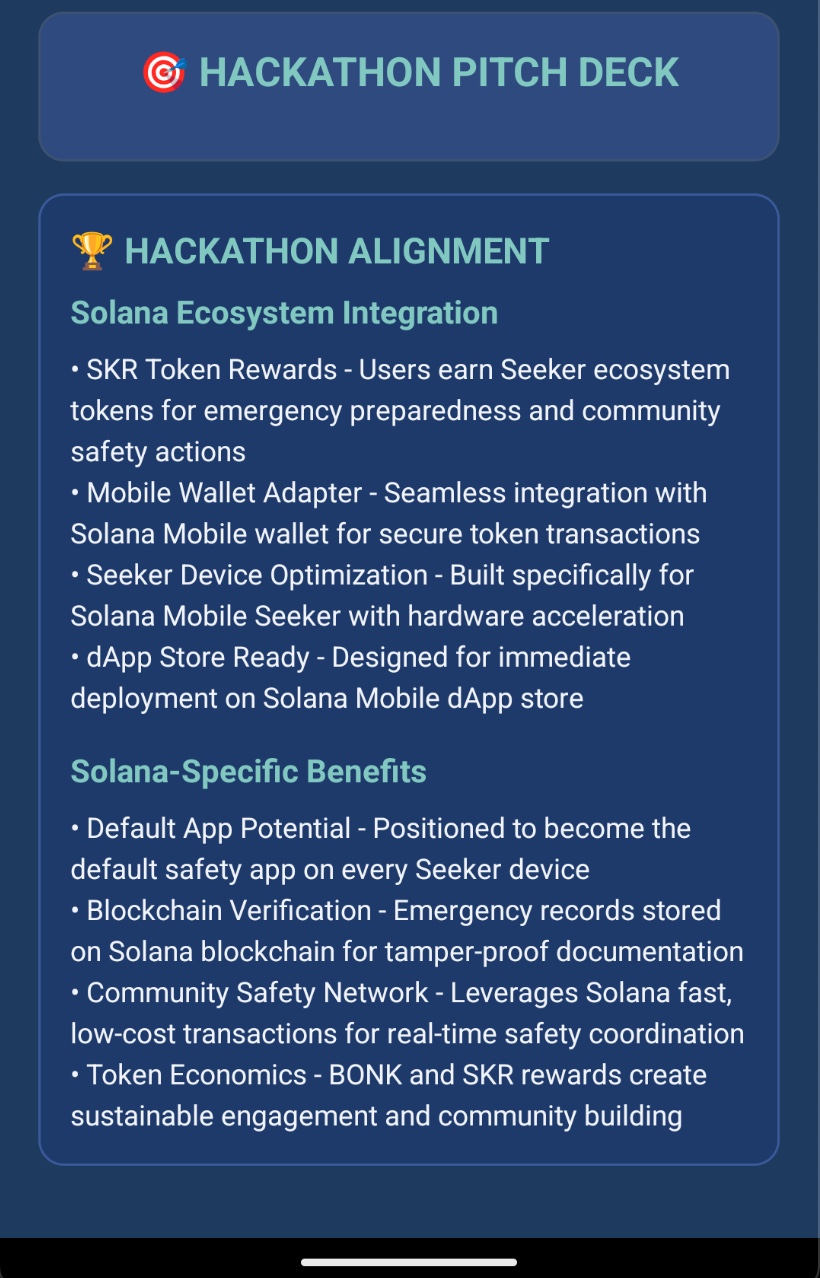 🎯 HACKATHON PITCH DECK
🏆 HACKATHON ALIGNMENT
Solana Ecosystem Integration
• SKR Token Rewards - Users earn Seeker ecosystem
tokens for emergency preparedness and community
safety actions
• Mobile Wallet Adapter - Seamless integration with
Solana Mobile wallet for secure token transactions
• Seeker Device Optimization - Built specifically for
Solana Mobile Seeker with hardware acceleration
• dApp Store Ready - Designed for immediate
deployment on Solana Mobile dApp store
Solana-Specific Benefits
• Default App Potential - Positioned to become the
default safety app on every Seeker device
• Blockchain Verification - Emergency records stored
on Solana blockchain for tamper-proof documentation
• Community Safety Network - Leverages Solana fast,
low-cost transactions for real-time safety coordination
• Token Economics - BONK and SKR rewards create
sustainable engagement and community building